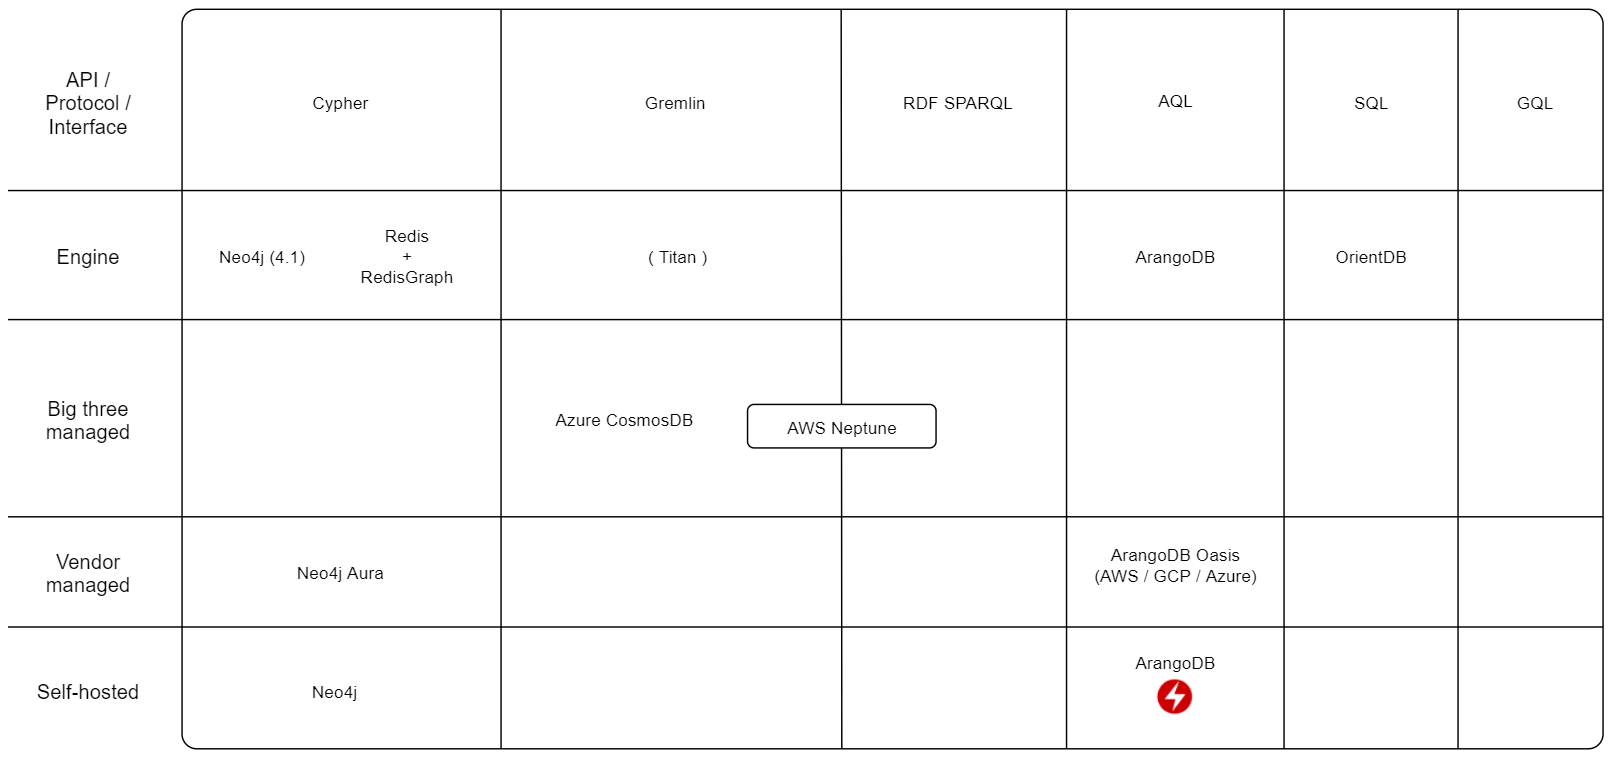 API /
Protocol /
Interface
Cypher
Gremlin
RDF SPARQL
AQL
SQL
GQL
Engine
Neo4j (4.1)
Redis
+
RedisGraph
( Titan )
ArangoDB
OrientDB
Big three
managed
Azure CosmosDB
AWS Neptune
Vendor
managed
Neo4j Aura
ArangoDB Oasis
(AWS / GCP / Azure)
Self-hosted
Neo4j
ArangoDB